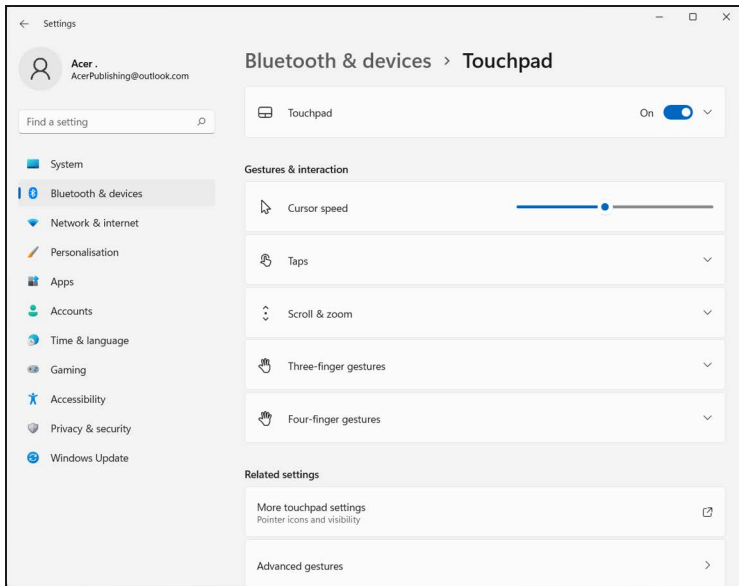 Settings
Acer .
AcerPublishing@outlook.com
Find a setting
System
Bluetooth & devices
Network & internet
Personalisation
Apps
Accounts
Time & language
Gaming
Accessibility
Privacy & security
Windows Update
Bluetooth & devices > Touchpad
Touchpad On
Gestures & interaction
Cursor speed
Taps
Scroll & zoom
Three-finger gestures
Four-finger gestures
Related settings
More touchpad settings
Pointer icons and visibility
Advanced gestures